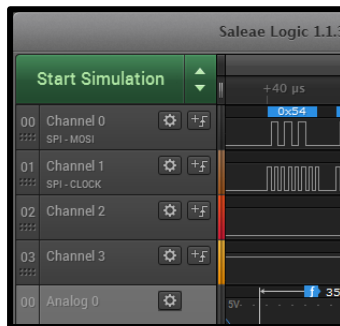 Saleae Logic 1.1.3
Start Simulation
+40 µs
00 Channel 0
SPI - MOSI
0x54
01 Channel 1
SPI - CLOCK
02 Channel 2
03 Channel 3
00 Analog 0
f 35
5V